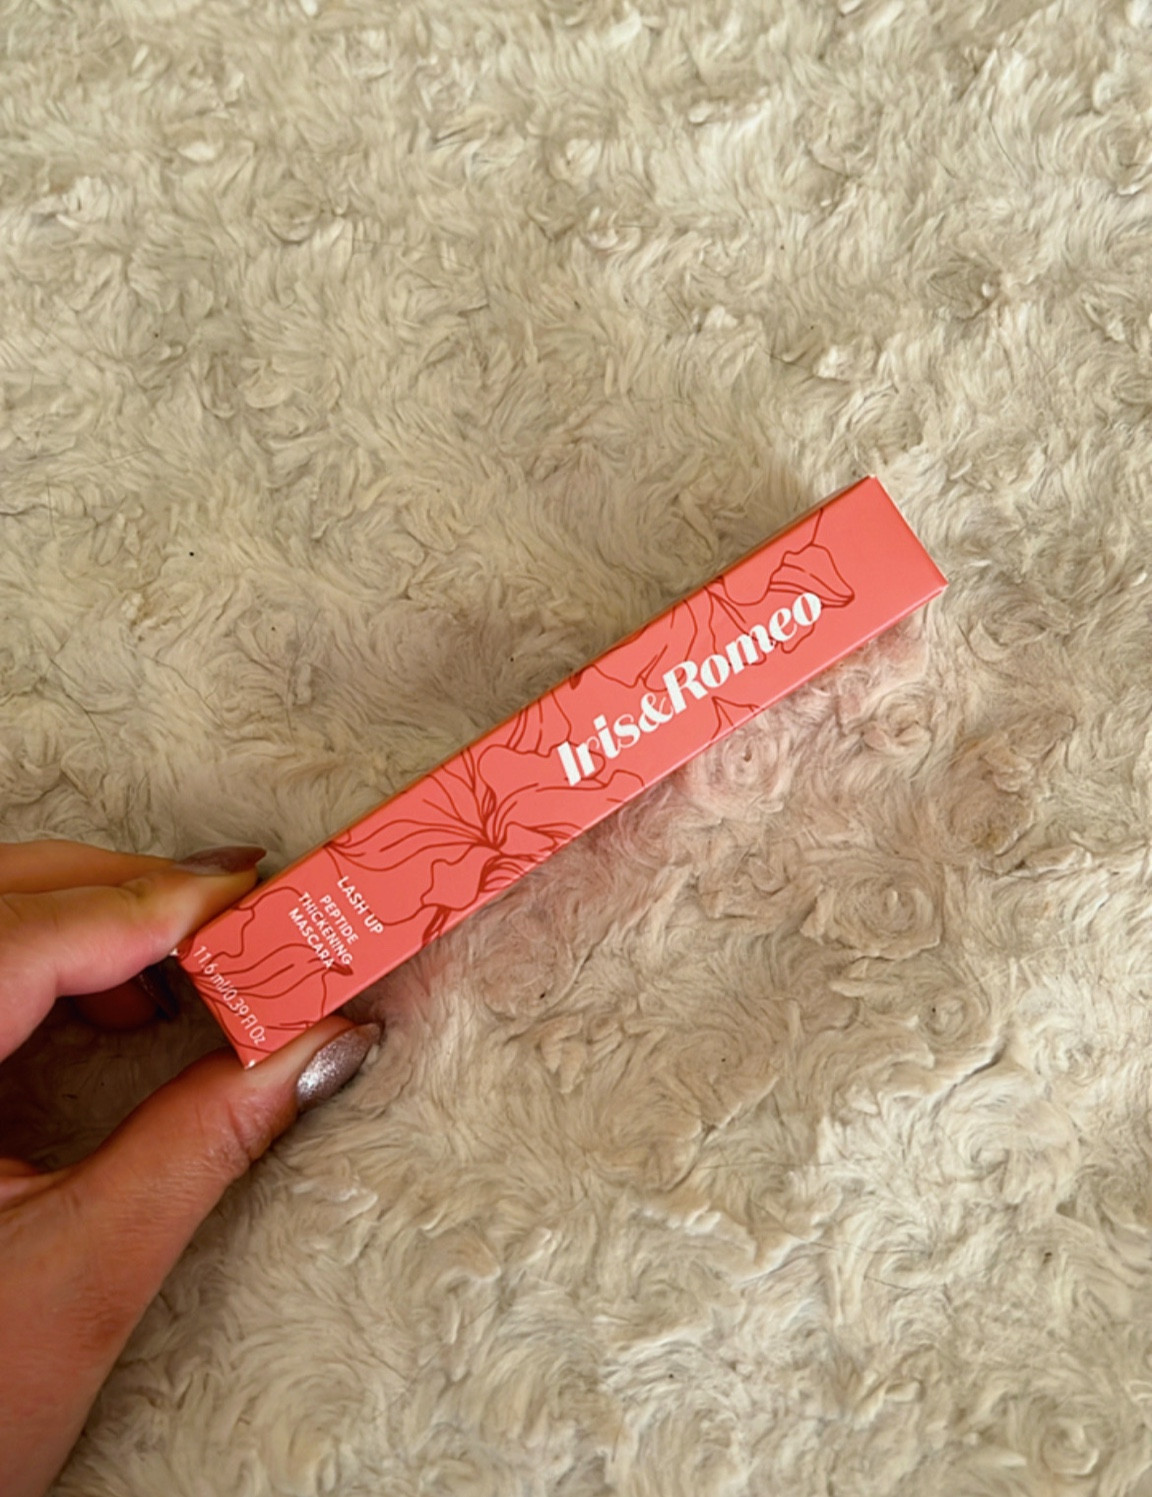 Iris&Romeo
LASH UP
PEPTIDE
THICKENING
MASCARA
11.6 ml/0.39 Fl Oz